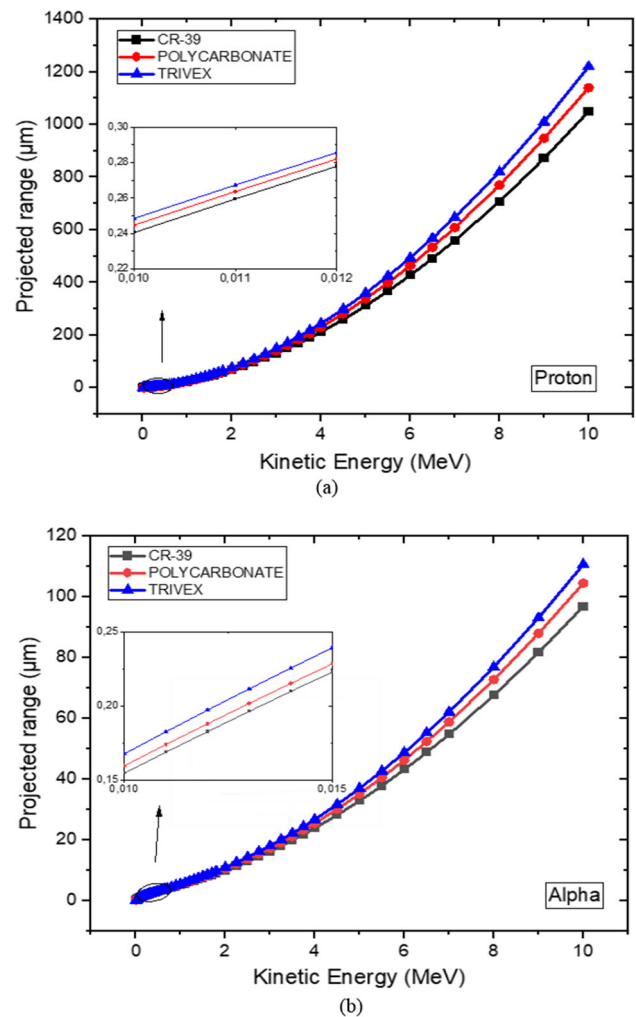 1400
CR-39
POLYCARBONATE
TRIVEX
1200
1000
800
600
400
200
0
Projected range (µm)
0,30
0,28
0,26
0,24
0,22
0,010 0,011 0,012
Proton
0 2 4 6 8 10
Kinetic Energy (MeV)
(a)
120
CR-39
POLYCARBONATE
TRIVEX
100
80
60
40
20
0
Projected range (µm)
0,25
0,20
0,15
0,010 0,015
Alpha
0 2 4 6 8 10
Kinetic Energy (MeV)
(b)